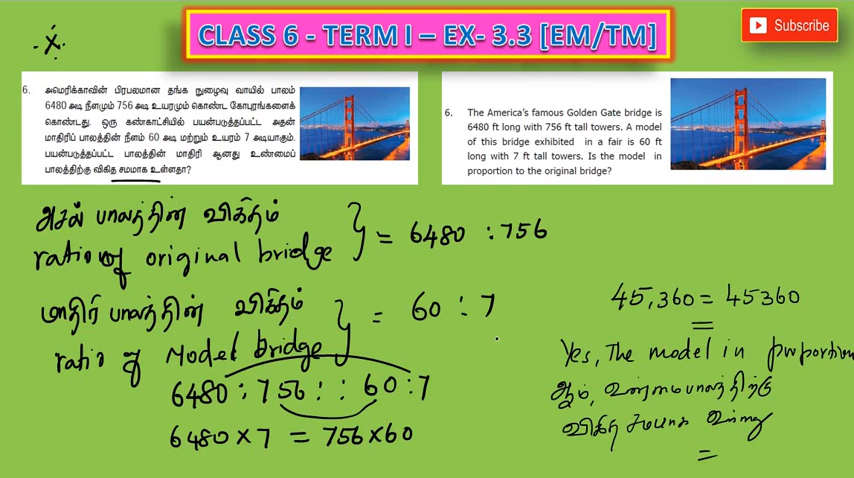 CLASS 6 - TERM I – EX- 3.3 [EM/TM]
Subscribe
6. அமெரிக்காவின் பிரபலமான தங்க நுழைவு வாயில் பாலம்
6480 அடி நீளமும் 756 அடி உயரமும் கொண்ட கோபுரங்களைக்
கொண்டது. ஒரு கண்காட்சியில் பயன்படுத்தப்பட்ட அதன்
மாதிரிப் பாலத்தின் நீளம் 60 அடி மற்றும் உயரம் 7 அடியாகும்.
பயன்படுத்தப்பட்ட பாலத்தின் மாதிரி ஆனது உண்மைப்
பாலத்திற்கு விகித சமமாக உள்ளதா?
6. The America's famous Golden Gate bridge is
6480 ft long with 756 ft tall towers. A model
of this bridge exhibited in a fair is 60 ft
long with 7 ft tall towers. Is the model in
proportion to the original bridge?
அசல் பாலத்தின் விகிதம்
ratio of original bridge } = 6480 : 756
மாதிரி பாலத்தின் விகிதம்
ratio of Model bridge } = 60 : 7
6480 : 756 : : 60 : 7
6480 × 7 = 756 × 60
45,360 = 45360
Yes, The model in proportion
ஆம், உண்மை பாலத்திற்கு
விகித சமமாக உள்ளது